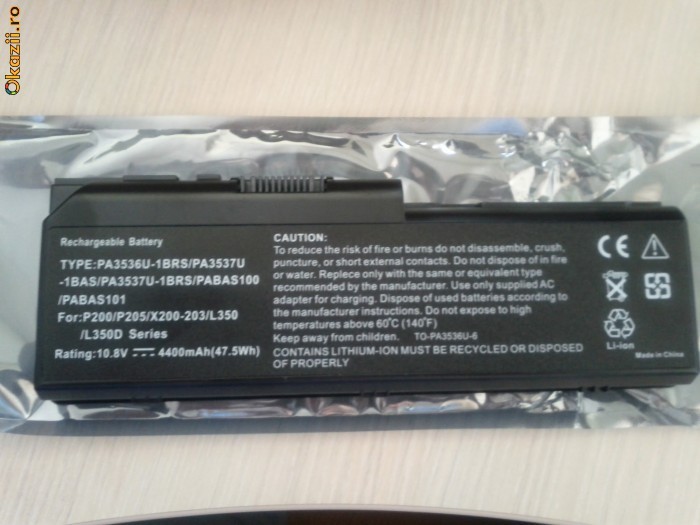 Okazii.ro
Rechargeable Battery
TYPE:PA3536U-1BRS/PA3537U
-1BAS/PA3537U-1BRS/PABAS100
/PABAS101
For:P200/P205/X200-203/L350
/L350D Series
Rating:10.8V 4400mAh(47.5Wh)
CAUTION:
To reduce the risk of fire or burns do not disassemble, crush,
puncture, or short external contacts. Do not dispose of in fire
or water. Replace only with the same or equivalent type
recommended by the manufacturer. Use only supplied AC
adapter for charging. Dispose of used batteries according to
the manufacturer instructions. Do not expose to high
temperatures above 60℃ (140℉)
Keep away from children. TO-PA3536U-6
CONTAINS LITHIUM-ION MUST BE RECYCLED OR DISPOSED
OF PROPERLY
CE
Li-ion
Made in China